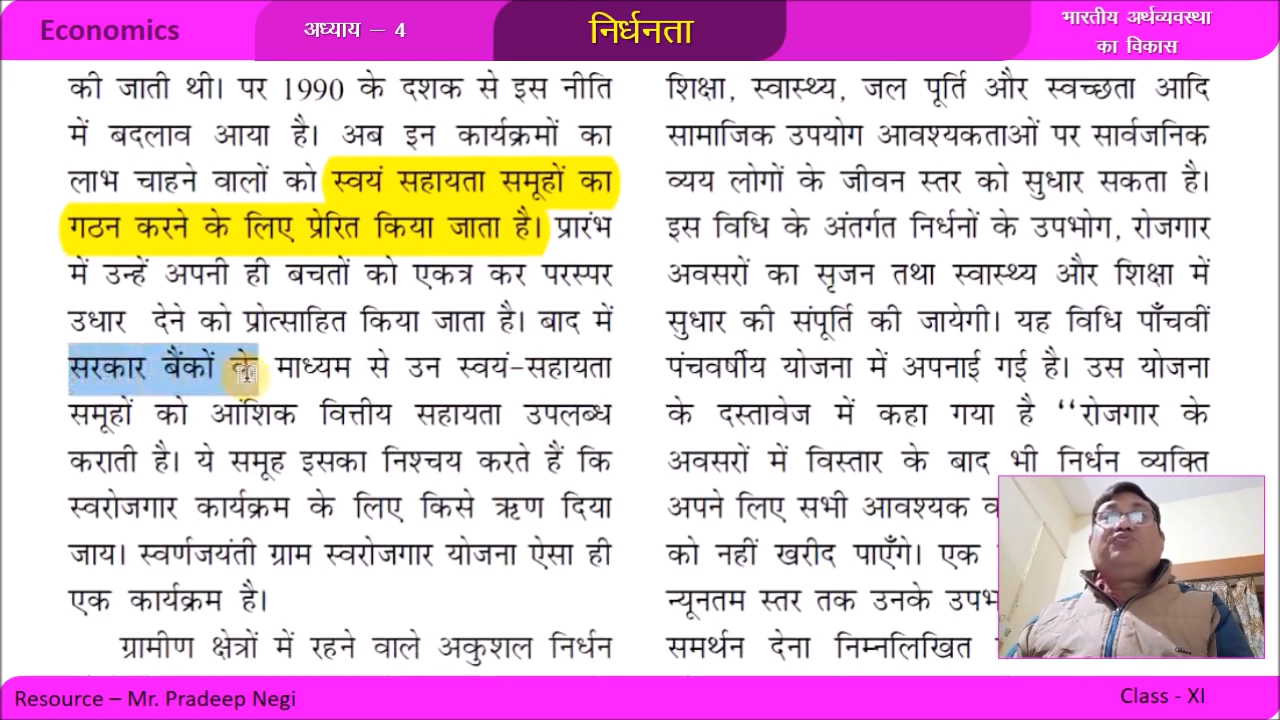 Economics
अध्याय – 4
निर्धनता
भारतीय अर्थव्यवस्था
का विकास
की जाती थी। पर 1990 के दशक से इस नीति
में बदलाव आया है। अब इन कार्यक्रमों का
लाभ चाहने वालों को स्वयं सहायता समूहों का
गठन करने के लिए प्रेरित किया जाता है। प्रारंभ
में उन्हें अपनी ही बचतों को एकत्र कर परस्पर
उधार देने को प्रोत्साहित किया जाता है। बाद में
सरकार बैंकों के माध्यम से उन स्वयं-सहायता
समूहों को आंशिक वित्तीय सहायता उपलब्ध
कराती है। ये समूह इसका निश्चय करते हैं कि
स्वरोजगार कार्यक्रम के लिए किसे ऋण दिया
जाय। स्वर्णजयंती ग्राम स्वरोजगार योजना ऐसा ही
एक कार्यक्रम है।
ग्रामीण क्षेत्रों में रहने वाले अकुशल निर्धन
शिक्षा, स्वास्थ्य, जल पूर्ति और स्वच्छता आदि
सामाजिक उपयोग आवश्यकताओं पर सार्वजनिक
व्यय लोगों के जीवन स्तर को सुधार सकता है।
इस विधि के अंतर्गत निर्धनों के उपभोग, रोजगार
अवसरों का सृजन तथा स्वास्थ्य और शिक्षा में
सुधार की संपूर्ति की जायेगी। यह विधि पाँचवीं
पंचवर्षीय योजना में अपनाई गई है। उस योजना
के दस्तावेज में कहा गया है ‘‘रोजगार के
अवसरों में विस्तार के बाद भी निर्धन व्यक्ति
अपने लिए सभी आवश्यक
को नहीं खरीद पाएँगे। एक
न्यूनतम स्तर तक उनके
समर्थन देना निम्नलिखित
Resource – Mr. Pradeep Negi
Class - XI